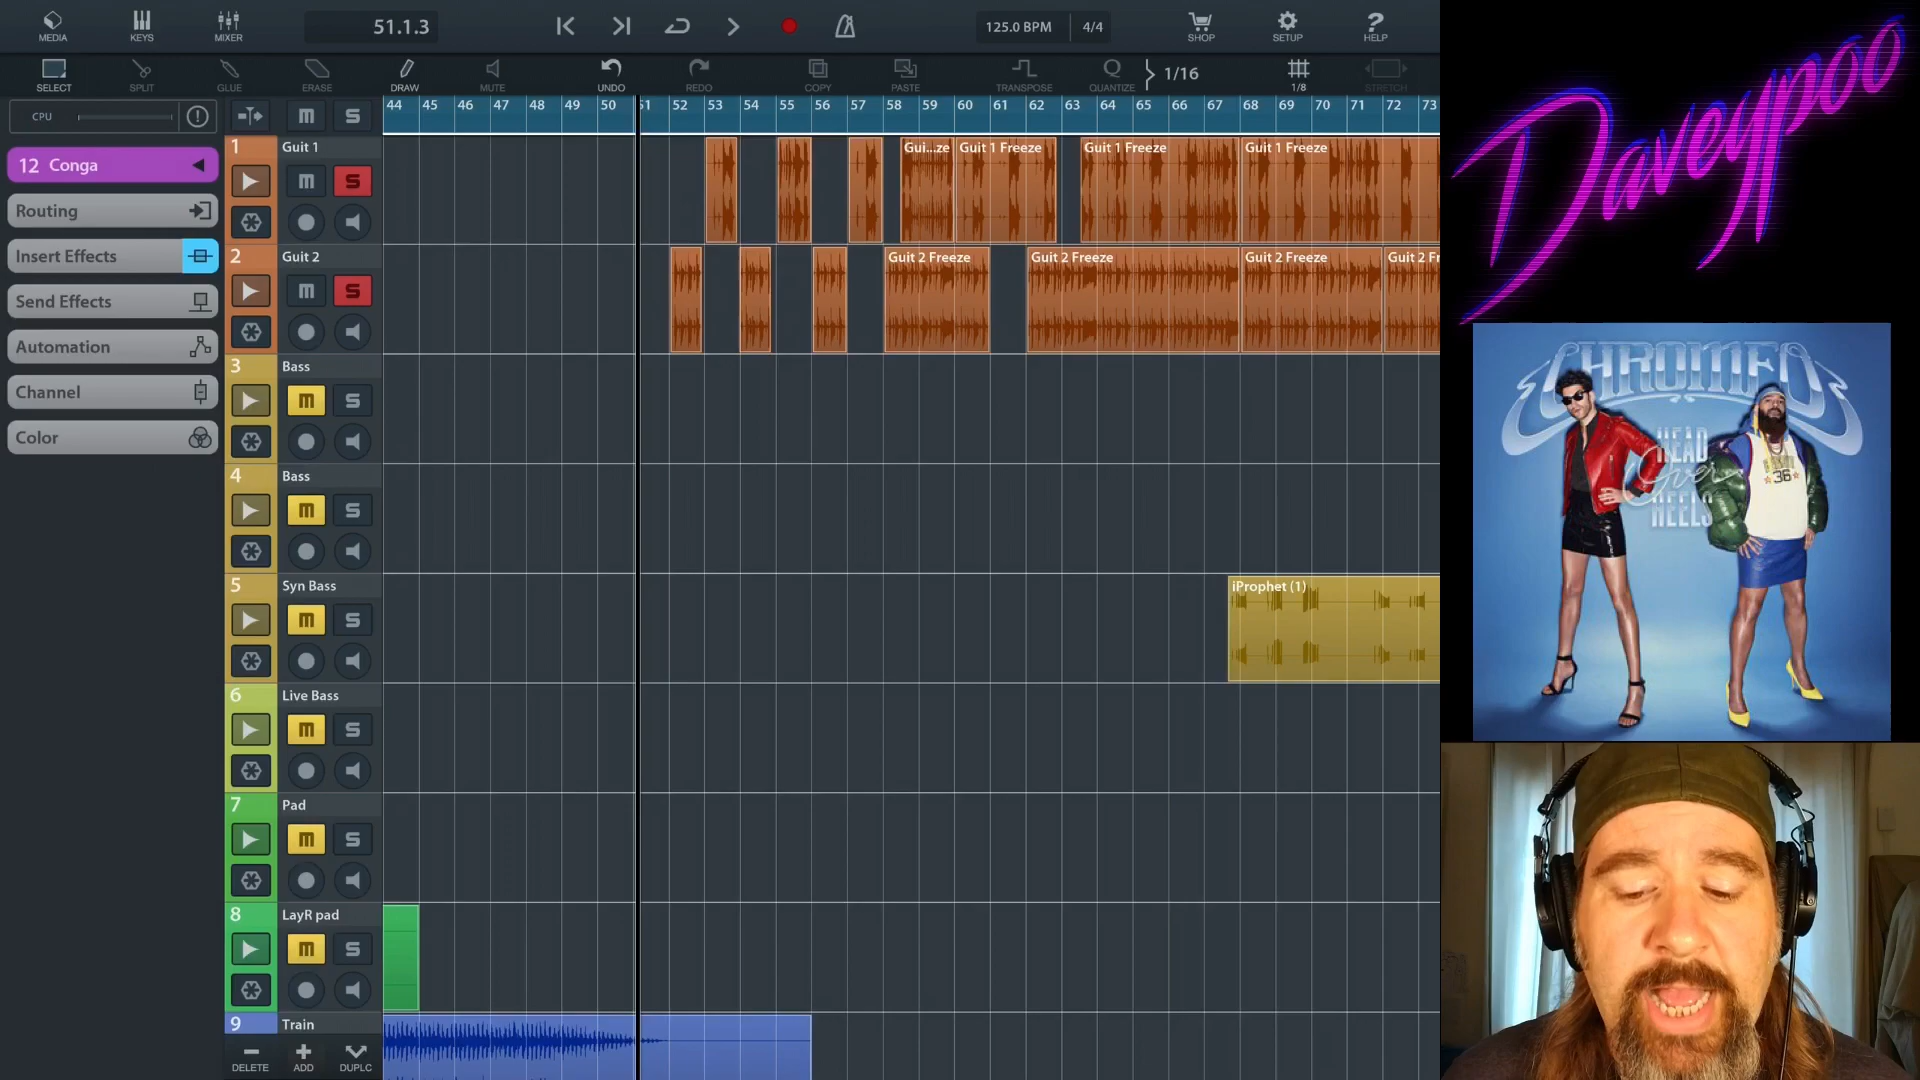 51.1.3
125.0 BPM 4/4
MEDIA KEYS MIXER SHOP SETUP HELP
SELECT SPLIT GLUE ERASE DRAW MUTE UNDO REDO COPY PASTE TRANSPOSE QUANTIZE 1/16 1/8 STRETCH
CPU M S 44 45 46 47 48 49 50 51 52 53 54 55 56 57 58 59 60 61 62 63 64 65 66 67 68 69 70 71 72 73
12 Conga
Routing
Insert Effects
Send Effects
Automation
Channel
Color
1 Guit 1
M S
Gui...ze Guit 1 Freeze Guit 1 Freeze Guit 1 Freeze
2 Guit 2
M S
Guit 2 Freeze Guit 2 Freeze Guit 2 Freeze Guit 2 Fr
3 Bass
M S
4 Bass
M S
5 Syn Bass
M S
iProphet (1)
6 Live Bass
M S
7 Pad
M S
8 LayR pad
M S
9 Train
DELETE ADD DUPLC
Daveypoo
CHROMEO
HEAD
Over
HEELS
36